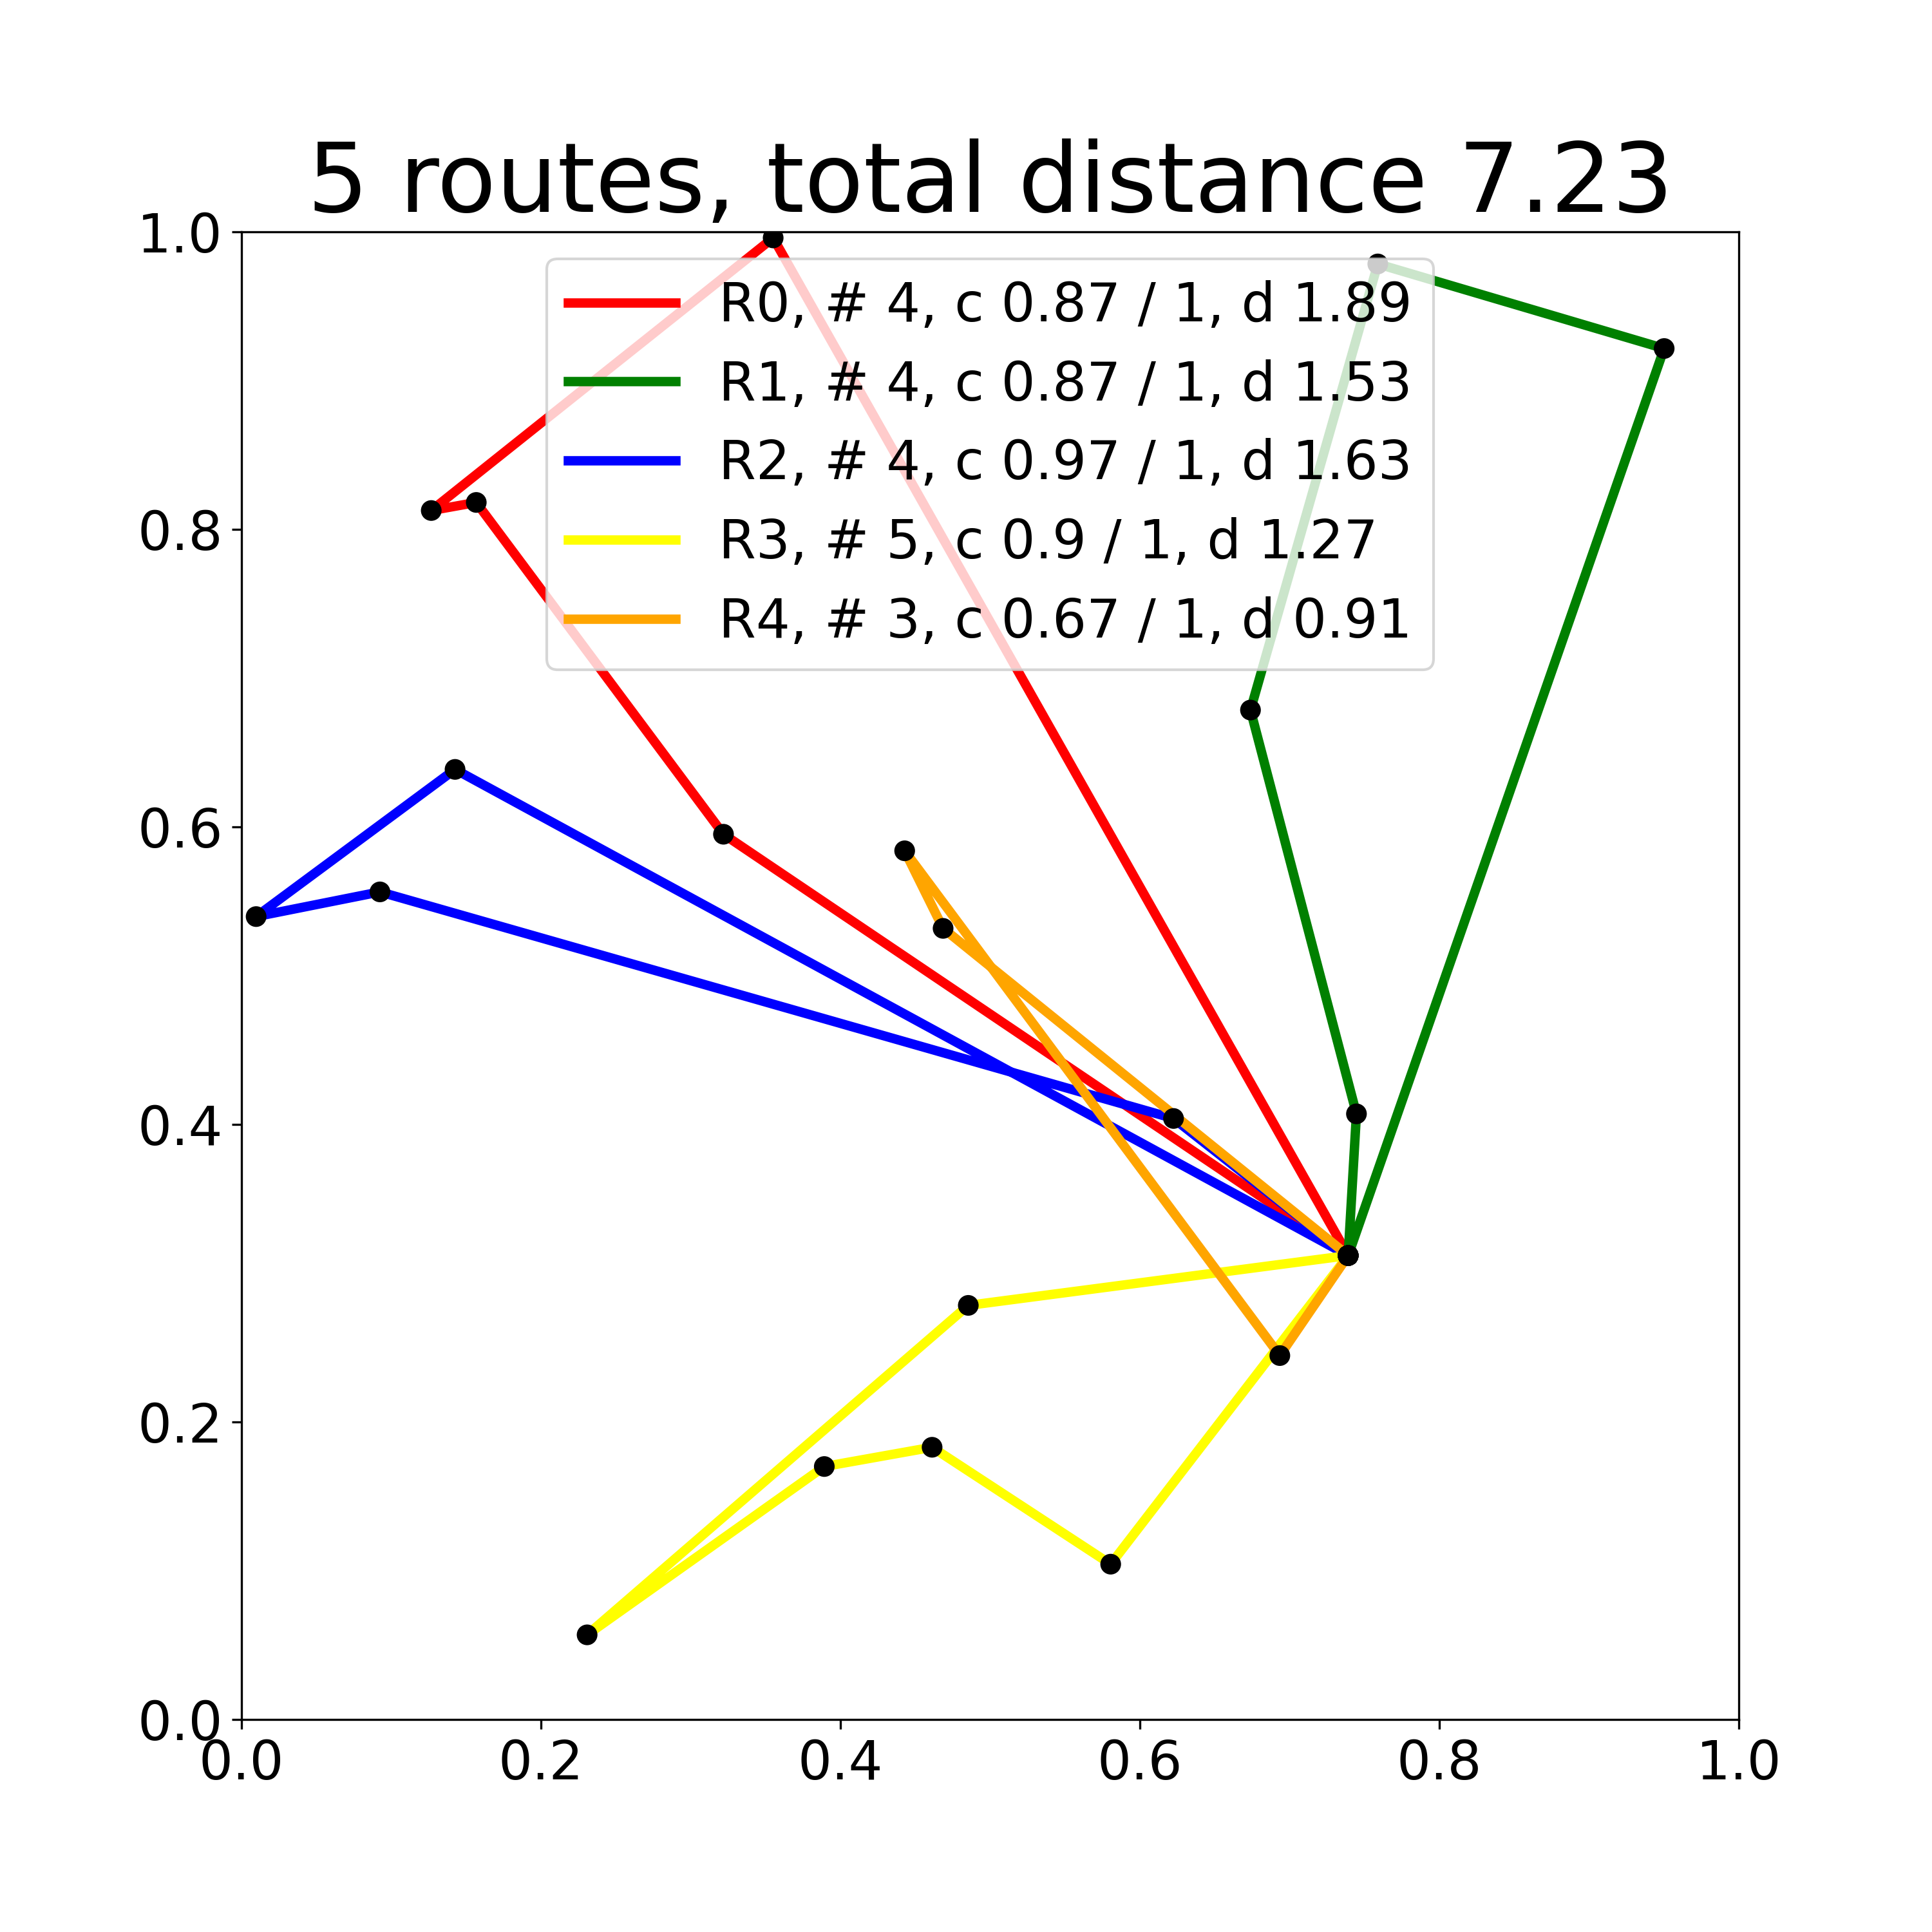 5 routes, total distance 7.23
R0, # 4, c 0.87 / 1, d 1.89
R1, # 4, c 0.87 / 1, d 1.53
R2, # 4, c 0.97 / 1, d 1.63
R3, # 5, c 0.9 / 1, d 1.27
R4, # 3, c 0.67 / 1, d 0.91
1.0
0.8
0.6
0.4
0.2
0.0
0.0 0.2 0.4 0.6 0.8 1.0